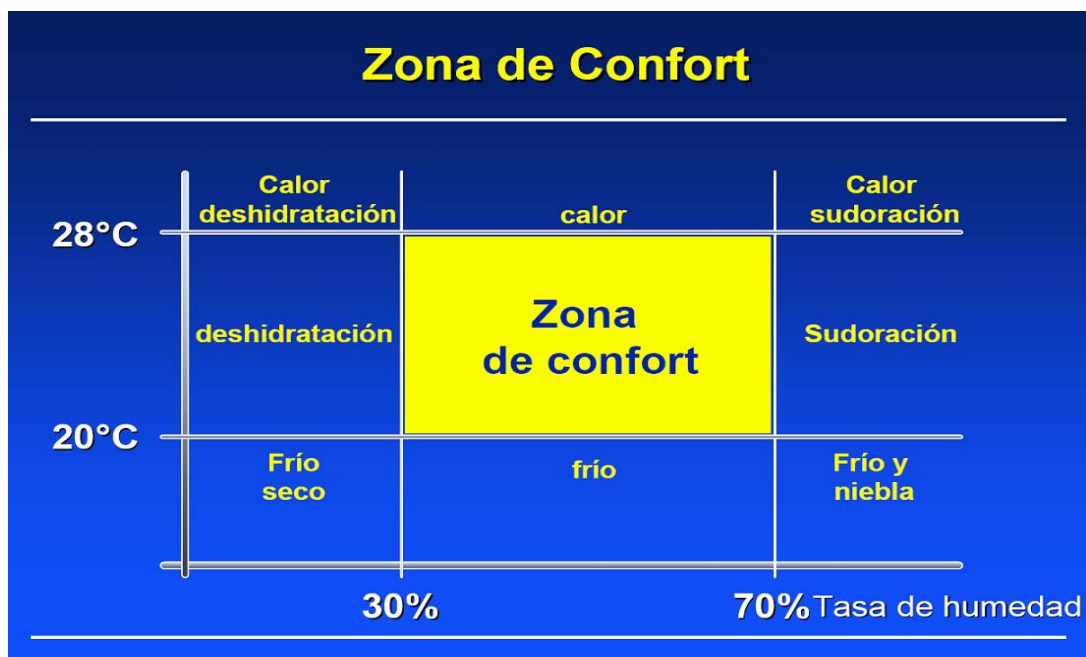 Zona de Confort
Calor
deshidratación
calor
Calor
sudoración
28°C
deshidratación
Zona
de confort
Sudoración
20°C
Frío
seco
frío
Frío y
niebla
30%
70% Tasa de humedad